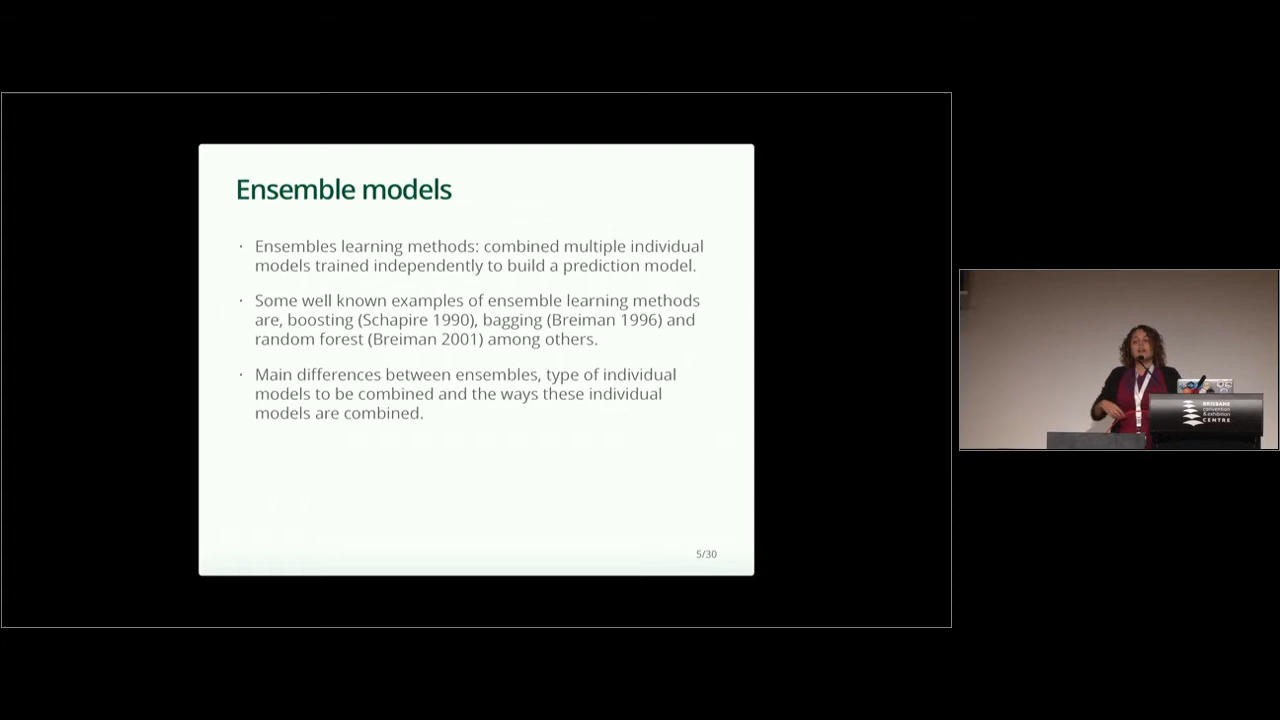 Ensemble models
· Ensembles learning methods: combined multiple individual
models trained independently to build a prediction model.
· Some well known examples of ensemble learning methods
are, boosting (Schapire 1990), bagging (Breiman 1996) and
random forest (Breiman 2001) among others.
· Main differences between ensembles, type of individual
models to be combined and the ways these individual
models are combined.
5/30
BRISBANE
convention
& exhibition
CENTRE